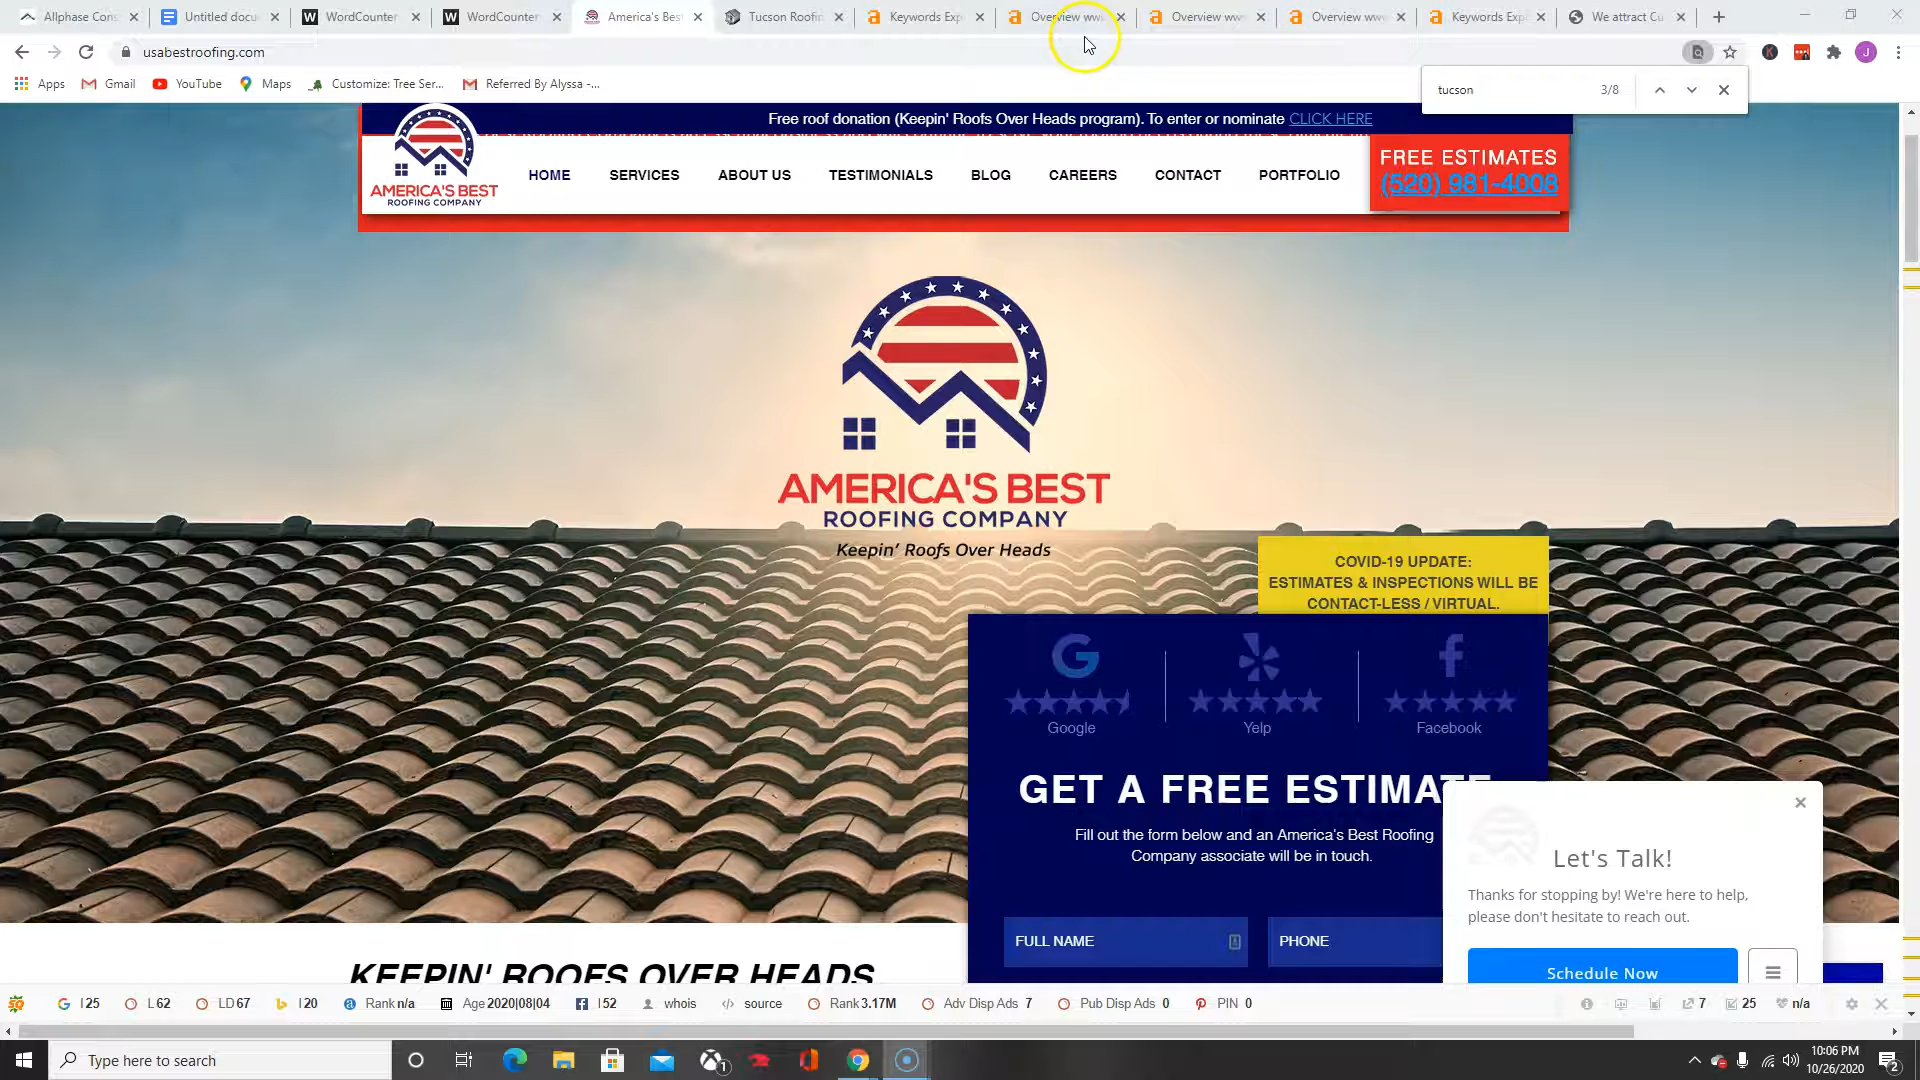 Allphase Cons
Untitled docu
WordCounter
WordCounter
America's Bes
Tucson Roofin
Keywords Exp
Overview ww
Overview ww
Overview ww
Keywords Exp
We attract Cu
usabestroofing.com
J
Apps
Gmail
YouTube
Maps
Customize: Tree Ser...
Referred By Alyssa -...
tucson
3/8
Free roof donation (Keepin' Roofs Over Heads program). To enter or nominate CLICK HERE
AMERICA'S BEST
ROOFING COMPANY
HOME
SERVICES
ABOUT US
TESTIMONIALS
BLOG
CAREERS
CONTACT
PORTFOLIO
FREE ESTIMATES
(520) 981-4008
AMERICA'S BEST
ROOFING COMPANY
Keepin' Roofs Over Heads
COVID-19 UPDATE:
ESTIMATES & INSPECTIONS WILL BE
CONTACT-LESS / VIRTUAL.
Google
Yelp
Facebook
GET A FREE ESTIMATE
Fill out the form below and an America's Best Roofing
Company associate will be in touch.
FULL NAME
PHONE
Let's Talk!
Thanks for stopping by! We're here to help,
please don't hesitate to reach out.
Schedule Now
KEEPIN' ROOFS OVER HEADS
I 25
L 62
LD 67
I 20
Rank n/a
Age 2020|08|04
I 52
whois
source
Rank 3.17M
Adv Disp Ads 7
Pub Disp Ads 0
PIN 0
7
25
n/a
Type here to search
10:06 PM
10/26/2020